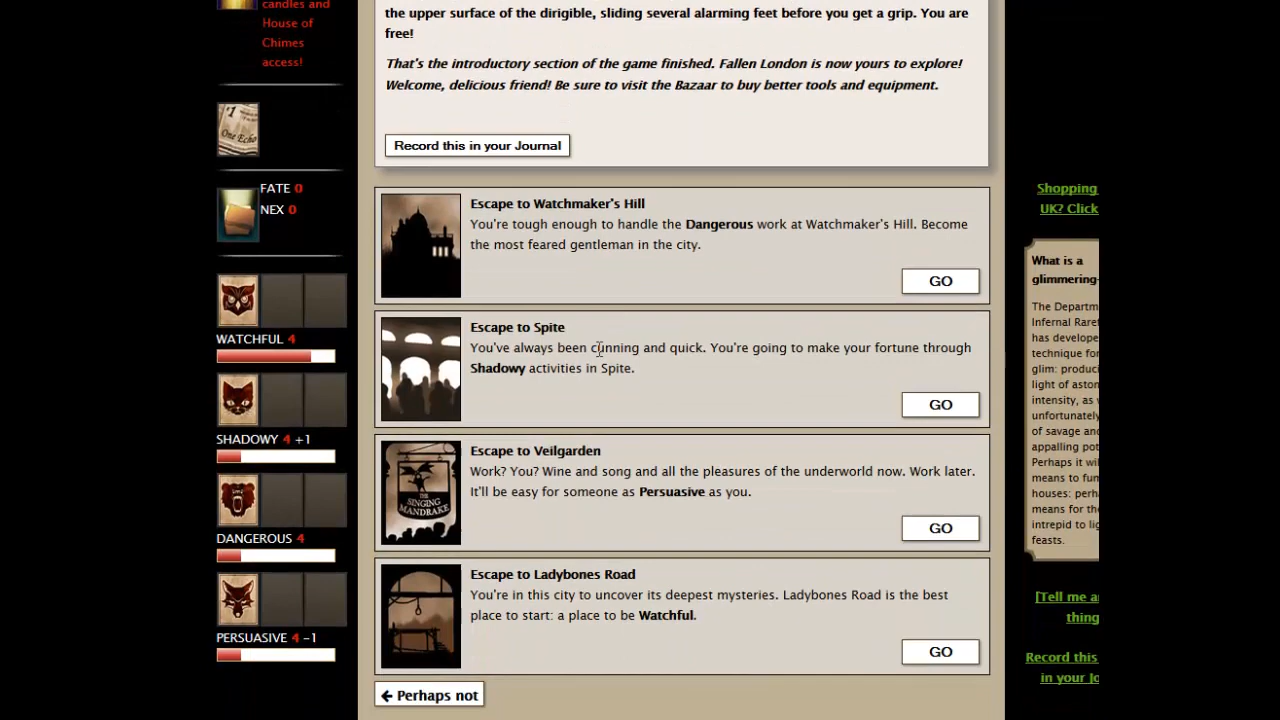 candles and
House of
Chimes
access!
One Echo
FATE 0
NEX 0
WATCHFUL 4
SHADOWY 4 +1
DANGEROUS 4
PERSUASIVE 4 -1
the upper surface of the dirigible, sliding several alarming feet before you get a grip. You are
free!
That's the introductory section of the game finished. Fallen London is now yours to explore!
Welcome, delicious friend! Be sure to visit the Bazaar to buy better tools and equipment.
Record this in your Journal
Escape to Watchmaker's Hill
You're tough enough to handle the Dangerous work at Watchmaker's Hill. Become
the most feared gentleman in the city.
GO
Escape to Spite
You've always been cunning and quick. You're going to make your fortune through
Shadowy activities in Spite.
GO
THE
SINGING
MANDRAKE
Escape to Veilgarden
Work? You? Wine and song and all the pleasures of the underworld now. Work later.
It'll be easy for someone as Persuasive as you.
GO
Escape to Ladybones Road
You're in this city to uncover its deepest mysteries. Ladybones Road is the best
place to start: a place to be Watchful.
GO
Perhaps not
Shopping
UK? Click
What is a
glimmering-
The Departm
Infernal Rare
has develope
technique for
glim: produci
light of aston
intensity, as
unfortunately
of savage and
appalling pot
Perhaps it wil
means to fun
houses: perh
means for the
intrepid to lig
feasts.
[Tell me a
thing
Record this
in your Jo